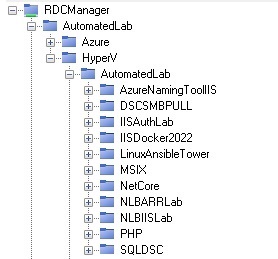 RDCManager
AutomatedLab
Azure
HyperV
AutomatedLab
AzureNamingToolIIS
DSCSMBPULL
IISAuthLab
IISDocker2022
LinuxAnsibleTower
MSIX
NetCore
NLBARRLab
NLBIISLab
PHP
SQLDSC